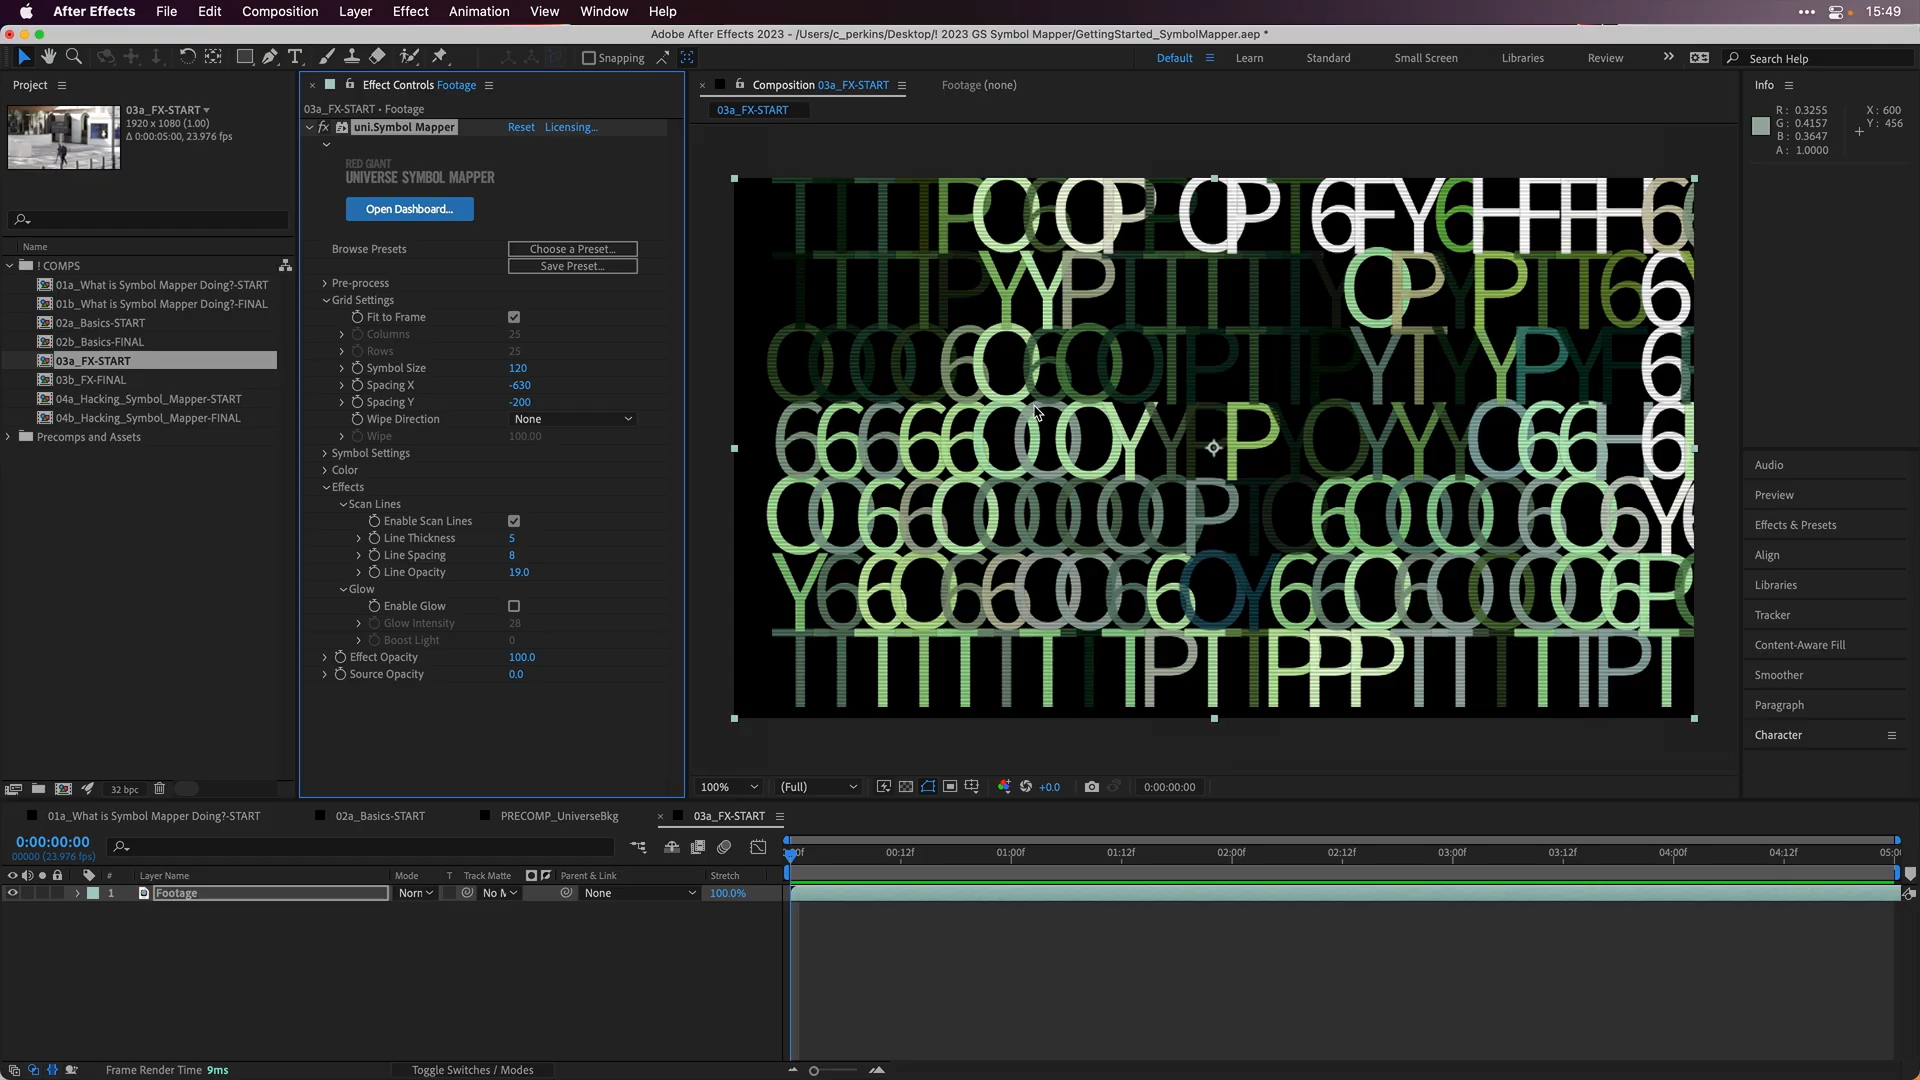 After Effects File Edit Composition Layer Effect Animation View Window Help 15:49
Adobe After Effects 2023 - /Users/c_perkins/Desktop/! 2023 GS Symbol Mapper/GettingStarted_SymbolMapper.aep *
Snapping Default Learn Standard Small Screen Libraries Review Search Help
Project
03a_FX-START
1920 x 1080 (1.00)
Δ 0:00:05:00, 23.976 fps
Name
! COMPS
01a_What is Symbol Mapper Doing?-START
01b_What is Symbol Mapper Doing?-FINAL
02a_Basics-START
02b_Basics-FINAL
03a_FX-START
03b_FX-FINAL
04a_Hacking_Symbol_Mapper-START
04b_Hacking_Symbol_Mapper-FINAL
Precomps and Assets
32 bpc
Effect Controls Footage
03a_FX-START • Footage
fx uni.Symbol Mapper Reset Licensing...
RED GIANT
UNIVERSE SYMBOL MAPPER
Open Dashboard...
Browse Presets Choose a Preset...
Save Preset...
Pre-process
Grid Settings
Fit to Frame
Columns 25
Rows 25
Symbol Size 120
Spacing X -630
Spacing Y -200
Wipe Direction None
Wipe 100.00
Symbol Settings
Color
Effects
Scan Lines
Enable Scan Lines
Line Thickness 5
Line Spacing 8
Line Opacity 19.0
Glow
Enable Glow
Glow Intensity 28
Boost Light 0
Effect Opacity 100.0
Source Opacity 0.0
Composition 03a_FX-START Footage (none)
03a_FX-START
100% (Full) +0.0 0:00:00:00
Info
R: 0.3255
G: 0.4157
B: 0.3647
A: 1.0000
X: 600
Y: 456
Audio
Preview
Effects & Presets
Align
Libraries
Tracker
Content-Aware Fill
Smoother
Paragraph
Character
01a_What is Symbol Mapper Doing?-START 02a_Basics-START PRECOMP_UniverseBkg 03a_FX-START
0:00:00:00
00000 (23.976 fps)
00:12f 01:00f 01:12f 02:00f 02:12f 03:00f 03:12f 04:00f 04:12f
# Layer Name Mode T Track Matte Parent & Link Stretch
1 Footage Norn No M None 100.0%
Frame Render Time 9ms Toggle Switches / Modes